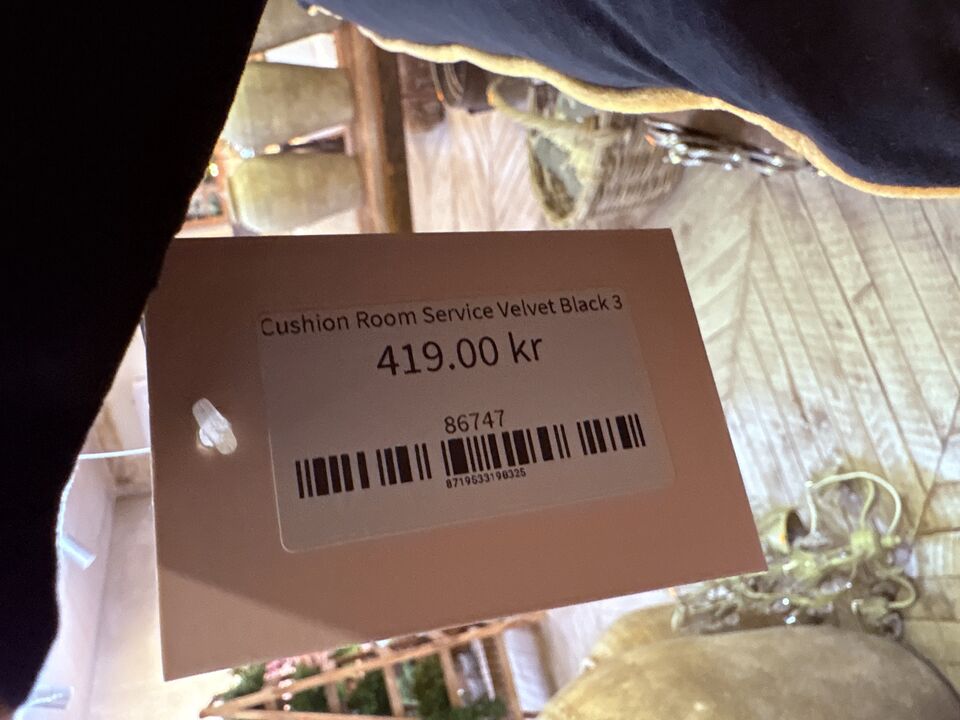 Cushion Room Service Velvet Black 3
419.00 kr
86747
8719533198325